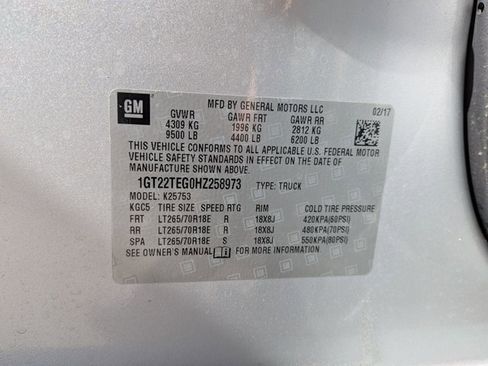 MFD BY GENERAL MOTORS LLC 02/17
GM
GVWR GAWR FRT GAWR RR
4309 KG 1996 KG 2812 KG
9500 LB 4400 LB 6200 LB
THIS VEHICLE CONFORMS TO ALL APPLICABLE U.S. FEDERAL MOTOR
VEHICLE SAFETY STANDARDS IN EFFECT ON THE DATE OF
MANUFACTURE SHOWN ABOVE.
1GT22TEG0HZ258973 TYPE: TRUCK
MODEL: K25753
KGC5 TIRE SIZE SPEED RTG RIM COLD TIRE PRESSURE
FRT LT265/70R18E R 18X8J 420KPA(60PSI)
RR LT265/70R18E R 18X8J 480KPA(70PSI)
SPA LT265/70R18E S 18X8J 550KPA(80PSI)
SEE OWNER'S MANUAL FOR MORE INFORMATION.